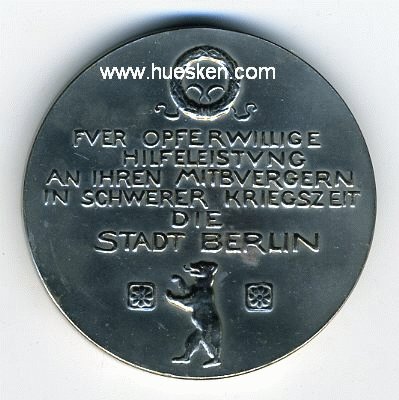 www.huesken.com
FVER OPFERWILLIGE
HILFELEISTVNG
AN IHREN MITBVERGERN
IN SCHWERER KRIEGSZEIT
DIE
STADT BERLIN